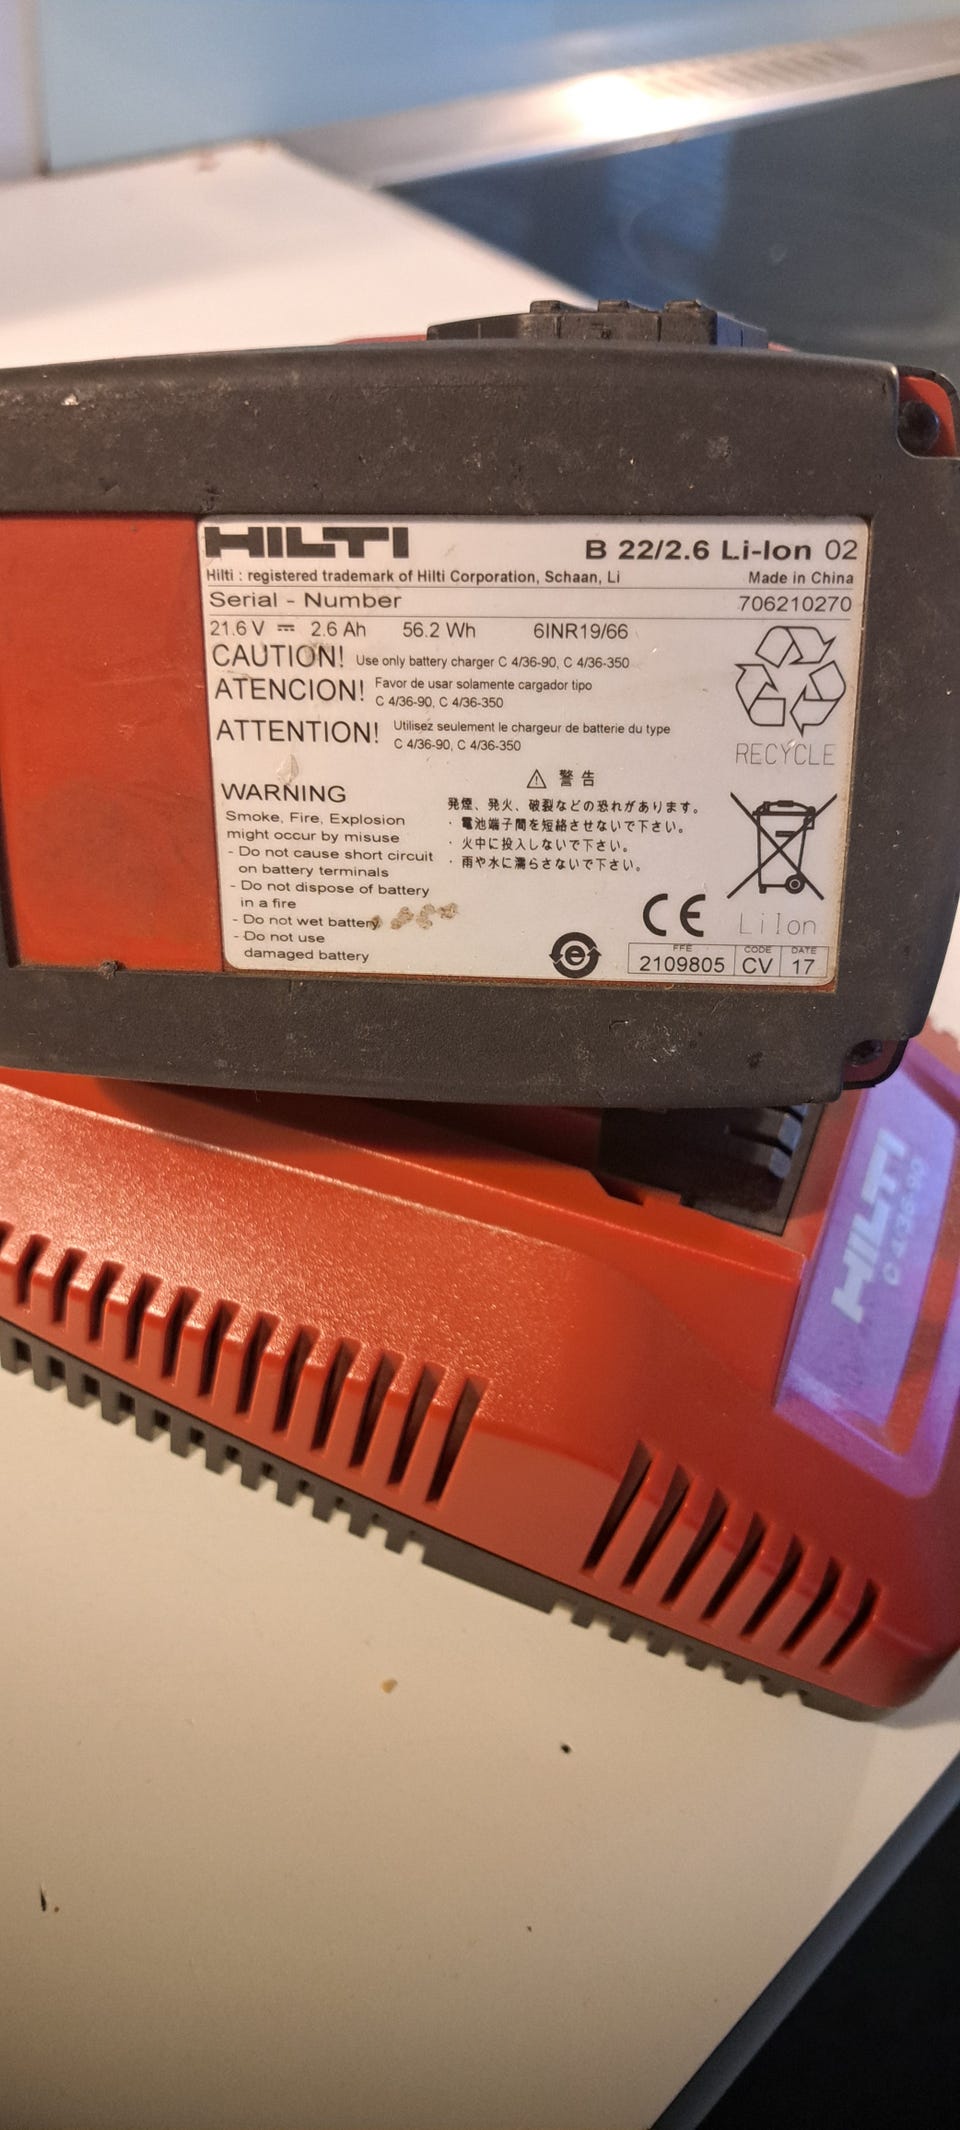 HILTI
B 22/2.6 Li-Ion 02
Hilti : registered trademark of Hilti Corporation, Schaan, Li
Made in China
Serial - Number
706210270
21.6 V ⎓ 2.6 Ah 56.2 Wh 6INR19/66
CAUTION! Use only battery charger C 4/36-90, C 4/36-350
ATENCION! Favor de usar solamente cargador tipo
C 4/36-90, C 4/36-350
ATTENTION! Utilisez seulement le chargeur de batterie du type
C 4/36-90, C 4/36-350
RECYCLE
WARNING
Smoke, Fire, Explosion
might occur by misuse
- Do not cause short circuit
on battery terminals
- Do not dispose of battery
in a fire
- Do not wet battery
- Do not use
damaged battery
⚠ 警告
発煙、発火、破裂などの恐れがあります。
・電池端子間を短絡させないで下さい。
・火中に投入しないで下さい。
・雨や水に濡らさないで下さい。
CE
Li Ion
e
FFE CODE DATE
2109805 CV 17
HILTI
C 4/36-90